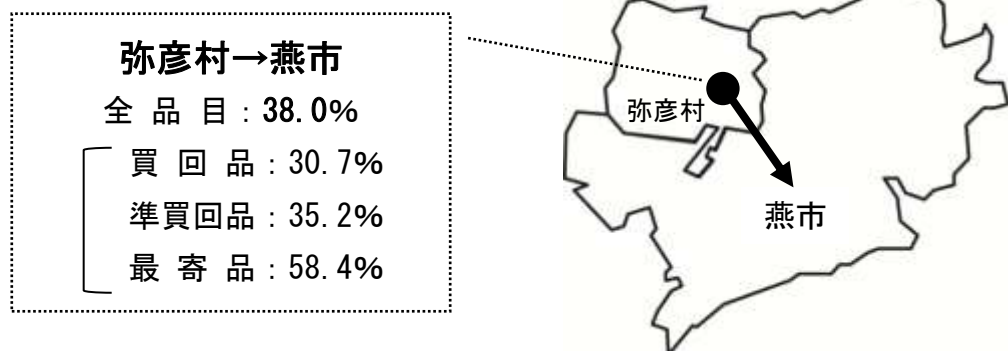 弥彦村→燕市
全 品 目：38.0%
買 回 品：30.7%
準買回品：35.2%
最 寄 品：58.4%
弥彦村
燕市